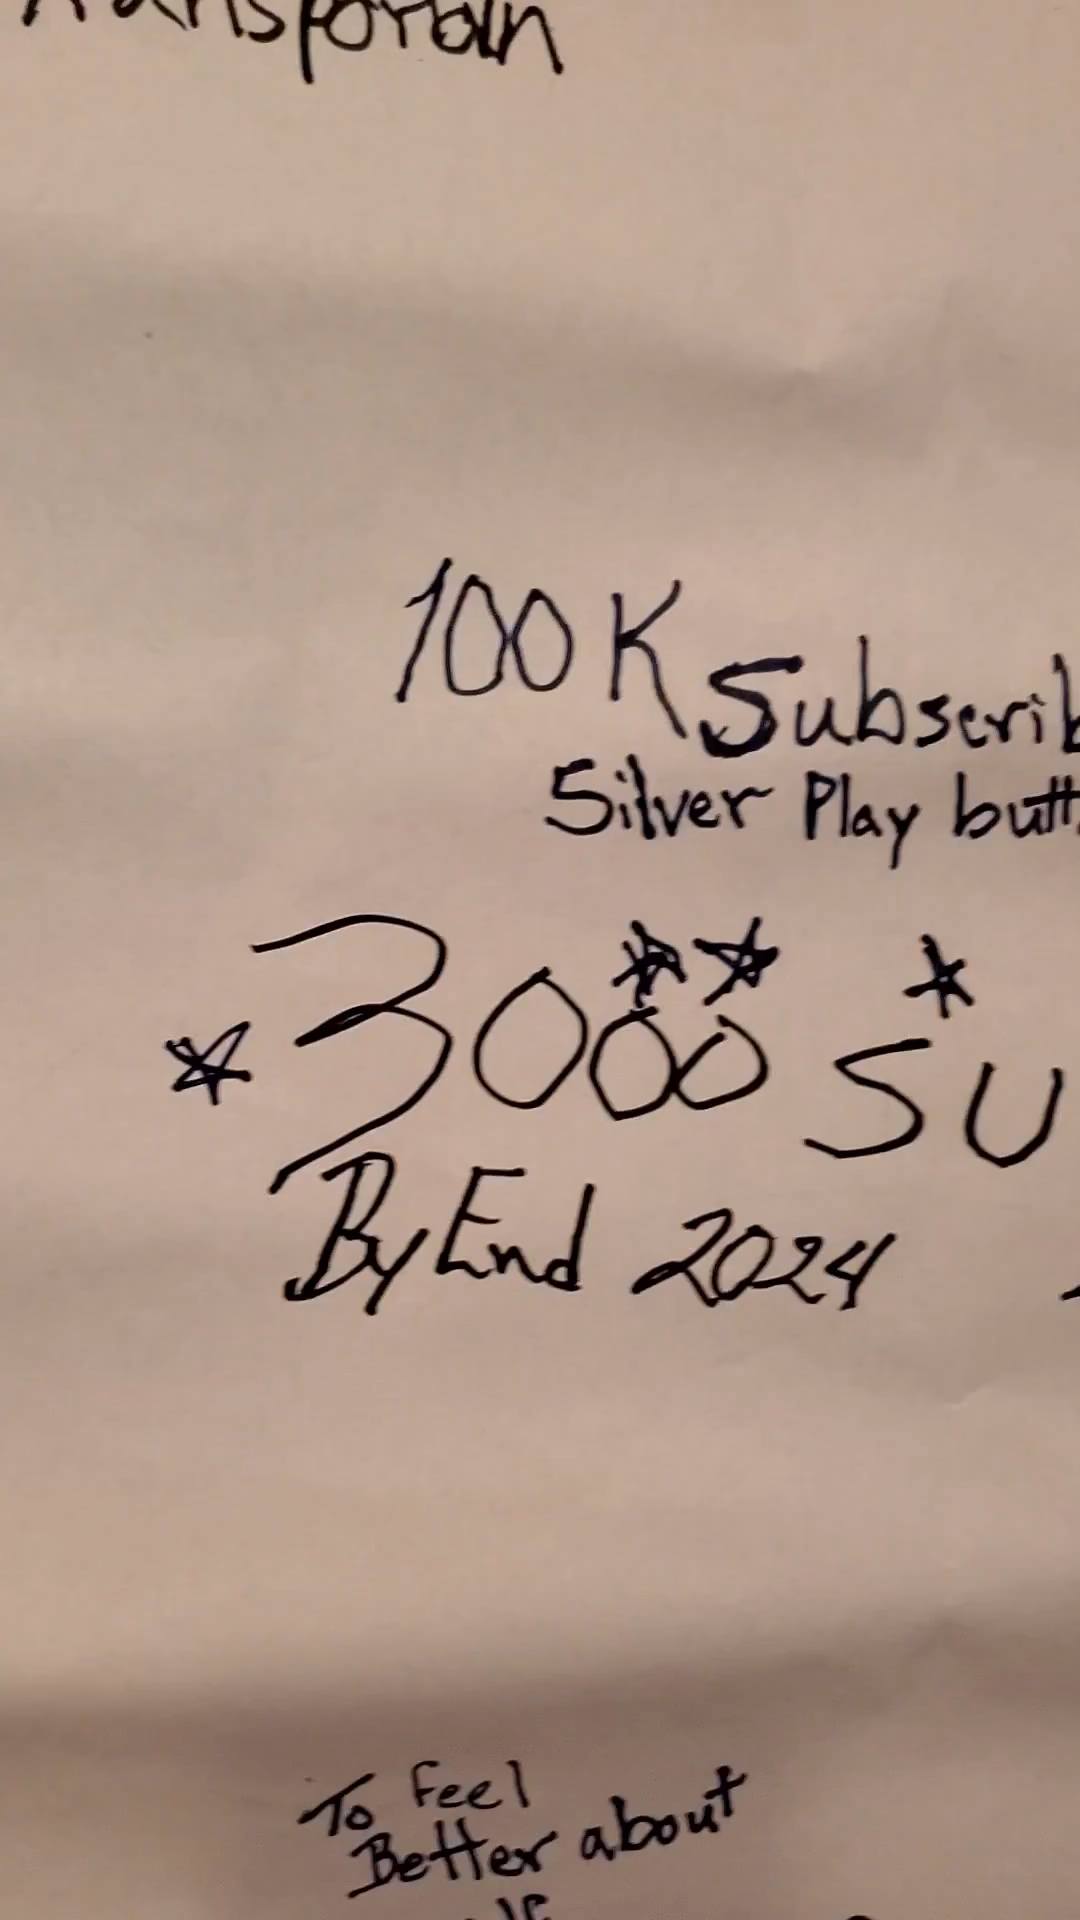 100K Subscrib
Silver Play butt
*3000 SU
By End 2024
To Feel
Better about